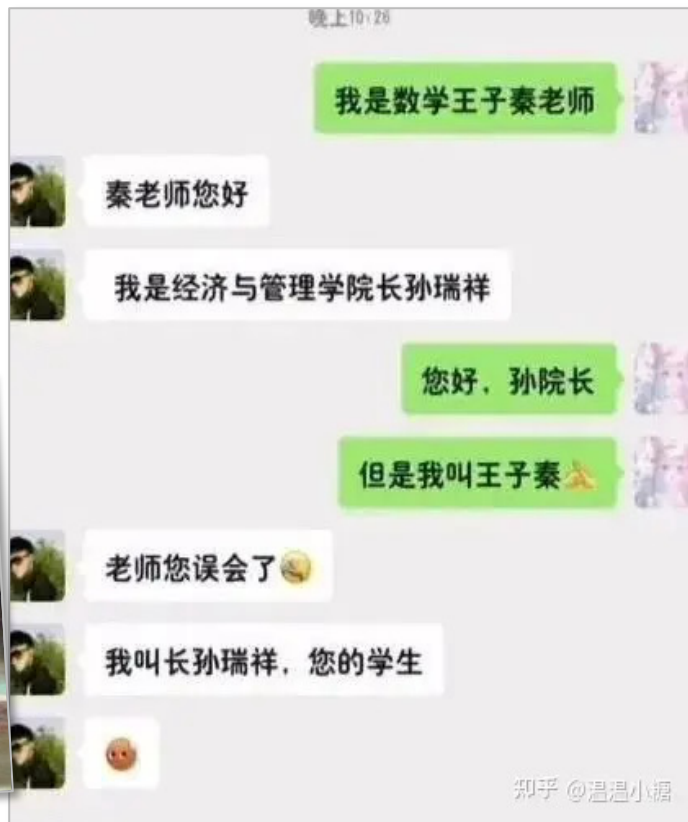 晚上10:26
我是数学王子秦老师
秦老师您好
我是经济与管理学院长孙瑞祥
您好，孙院长
但是我叫王子秦
老师您误会了
我叫长孙瑞祥，您的学生
知乎 @温温小糖